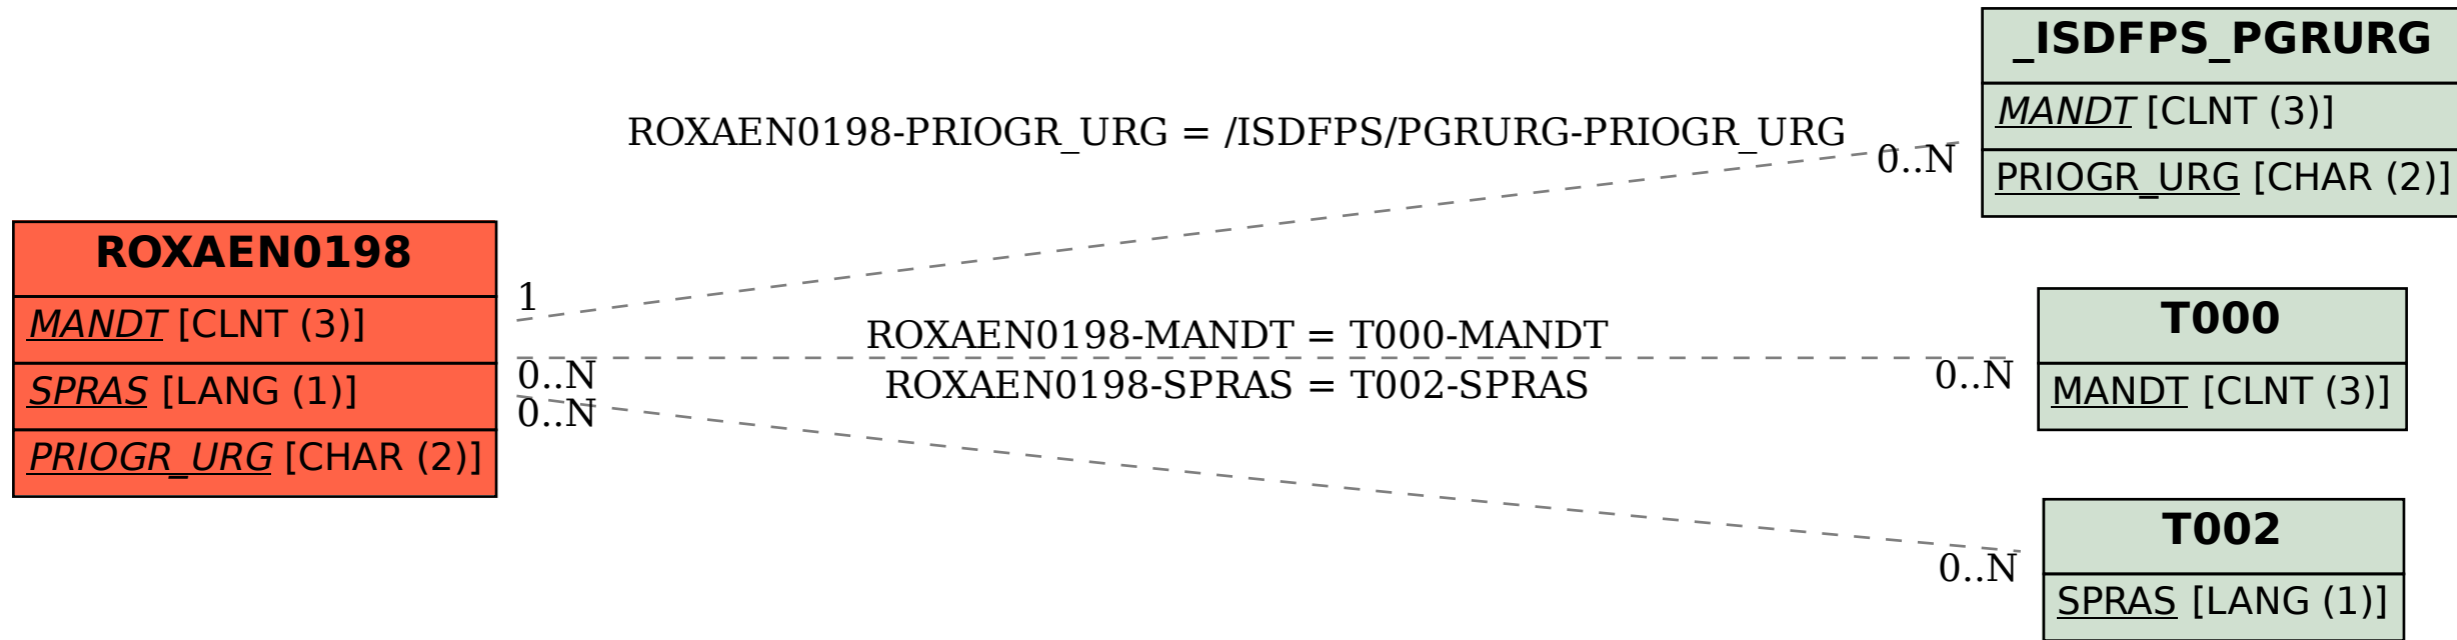 _ISDFPS_PGRURG
MANDT [CLNT (3)]
PRIOGR_URG [CHAR (2)]
ROXAEN0198-PRIOGR_URG = /ISDFPS/PGRURG-PRIOGR_URG
0..N
ROXAEN0198
MANDT [CLNT (3)]
SPRAS [LANG (1)]
PRIOGR_URG [CHAR (2)]
1
ROXAEN0198-MANDT = T000-MANDT
0..N
0..N
ROXAEN0198-SPRAS = T002-SPRAS
0..N
0..N
T000
MANDT [CLNT (3)]
T002
SPRAS [LANG (1)]